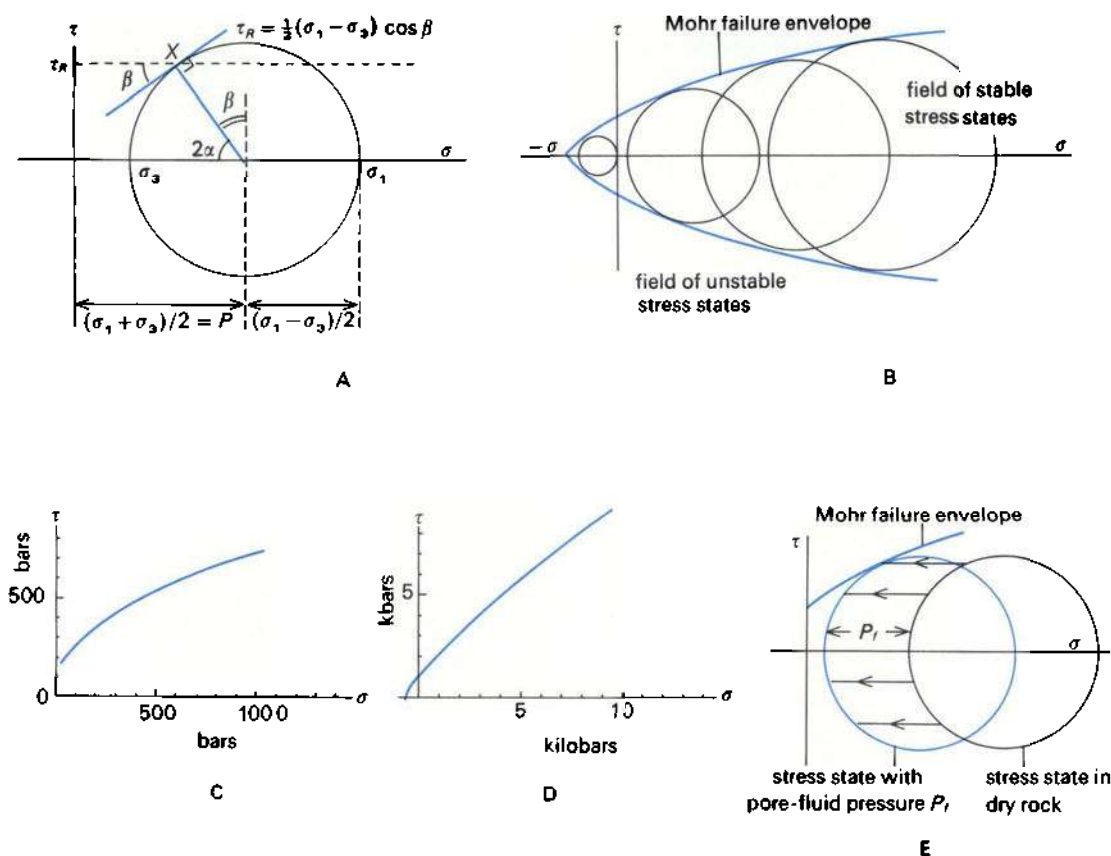 τ
τ_R = ½(σ₁ − σ₃) cos β
X
τ_R
β
β
2α
σ
σ₃
σ₁
(σ₁ + σ₃)/2 = P
(σ₁ − σ₃)/2
A
τ
Mohr failure envelope
field of stable
stress states
− σ
σ
field of unstable
stress states
B
τ
bars
500
0
500
1000
σ
bars
C
τ
kbars
5
5
10
σ
kilobars
D
Mohr failure envelope
τ
P_f
σ
stress state with
pore-fluid pressure P_f
stress state in
dry rock
E